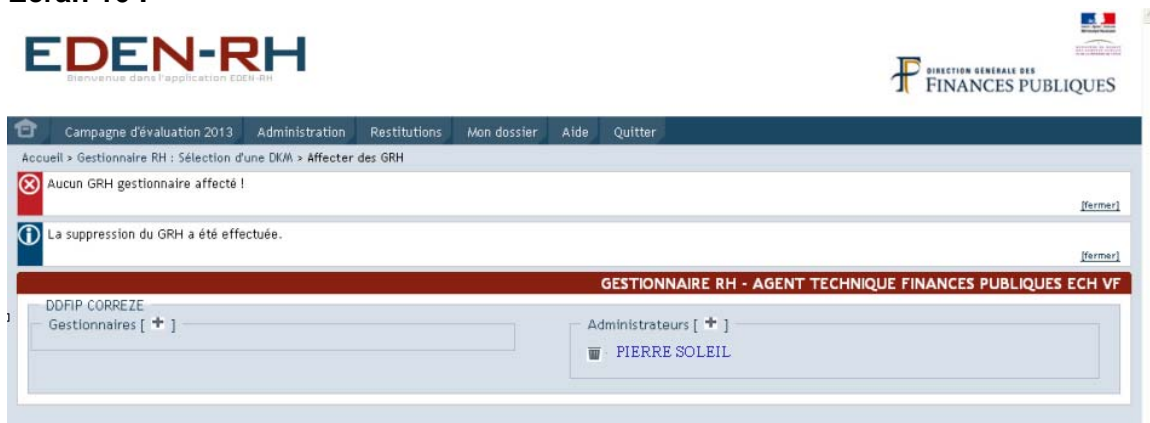 EDEN-RH
Bienvenue dans l'application EDEN-RH
DIRECTION GÉNÉRALE DES
FINANCES PUBLIQUES
Campagne d'évaluation 2013 Administration Restitutions Mon dossier Aide Quitter
Accueil > Gestionnaire RH : Sélection d'une DKM > Affecter des GRH
Aucun GRH gestionnaire affecté !
[fermer]
La suppression du GRH a été effectuée.
[fermer]
GESTIONNAIRE RH - AGENT TECHNIQUE FINANCES PUBLIQUES ECH VF
DDFIP CORREZE
Gestionnaires [ + ] Administrateurs [ + ]
PIERRE SOLEIL